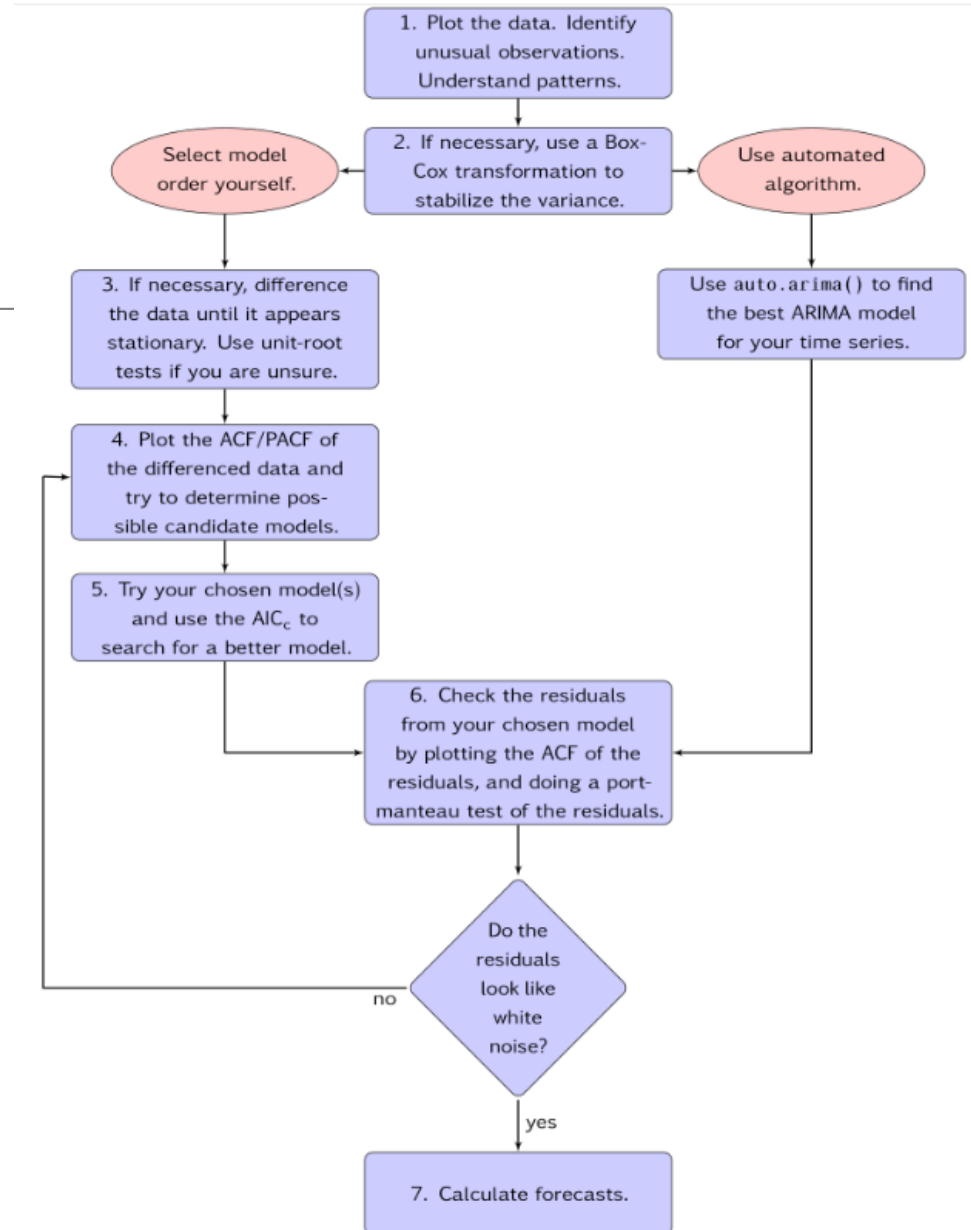 1. Plot the data. Identify
unusual observations.
Understand patterns.
Select model
order yourself.
2. If necessary, use a Box-
Cox transformation to
stabilize the variance.
Use automated
algorithm.
3. If necessary, difference
the data until it appears
stationary. Use unit-root
tests if you are unsure.
Use auto.arima() to find
the best ARIMA model
for your time series.
4. Plot the ACF/PACF of
the differenced data and
try to determine pos-
sible candidate models.
5. Try your chosen model(s)
and use the AICc to
search for a better model.
6. Check the residuals
from your chosen model
by plotting the ACF of the
residuals, and doing a port-
manteau test of the residuals.
Do the
residuals
look like
white
noise?
no
yes
7. Calculate forecasts.